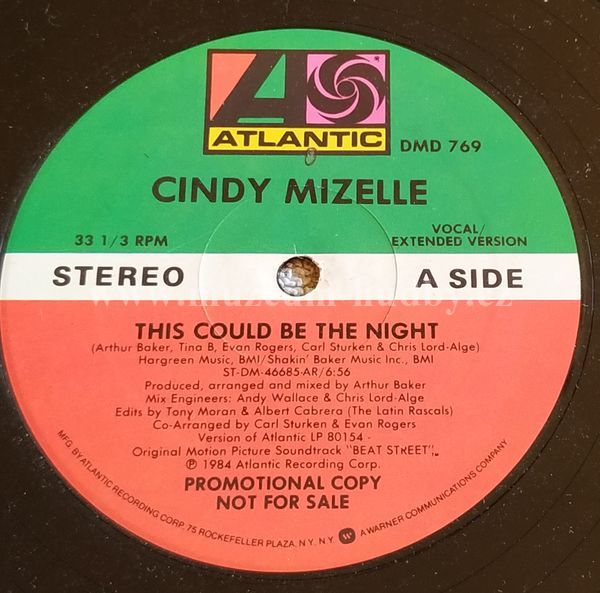 ATLANTIC
DMD 769
CINDY MIZELLE
33 1/3 RPM
VOCAL/
EXTENDED VERSION
STEREO
A SIDE
www.muzeum-hudby.cz
THIS COULD BE THE NIGHT
(Arthur Baker, Tina B, Evan Rogers, Carl Sturken & Chris Lord-Alge)
Hargreen Music, BMI/Shakin' Baker Music Inc., BMI
ST-DM-46685-AR/6:56
Produced, arranged and mixed by Arthur Baker
Mix Engineers: Andy Wallace & Chris Lord-Alge
Edits by Tony Moran & Albert Cabrera (The Latin Rascals)
Co-Arranged by Carl Sturken & Evan Rogers
Version of Atlantic LP 80154 -
Original Motion Picture Soundtrack "BEAT STREET"
℗ 1984 Atlantic Recording Corp.
PROMOTIONAL COPY
NOT FOR SALE
MFG BY ATLANTIC RECORDING CORP. 75 ROCKEFELLER PLAZA, N.Y., N.Y. A WARNER COMMUNICATIONS COMPANY